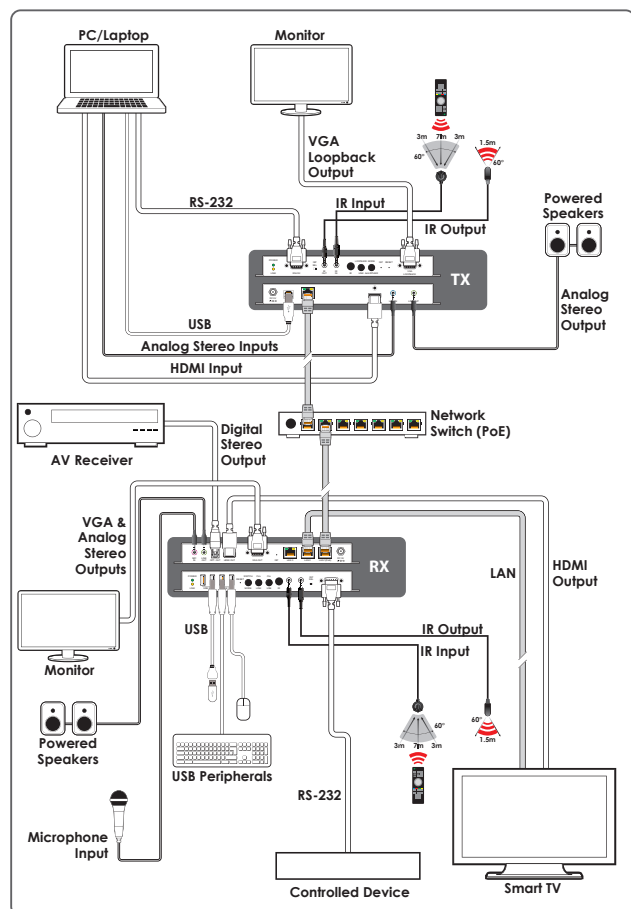 PC/Laptop
Monitor
3m 7m 3m
60°
1.5m
60°
VGA
Loopback
Output
RS-232
IR Input
IR Output
Powered
Speakers
TX
USB
Analog Stereo Inputs
HDMI Input
Analog
Stereo
Output
Network
Switch (PoE)
AV Receiver
Digital
Stereo
Output
VGA &
Analog
Stereo
Outputs
RX
LAN
HDMI
Output
USB
IR Output
IR Input
Monitor
60°
3m 7m 3m
60°
1.5m
Powered
Speakers
USB Peripherals
RS-232
Microphone
Input
Controlled Device
Smart TV